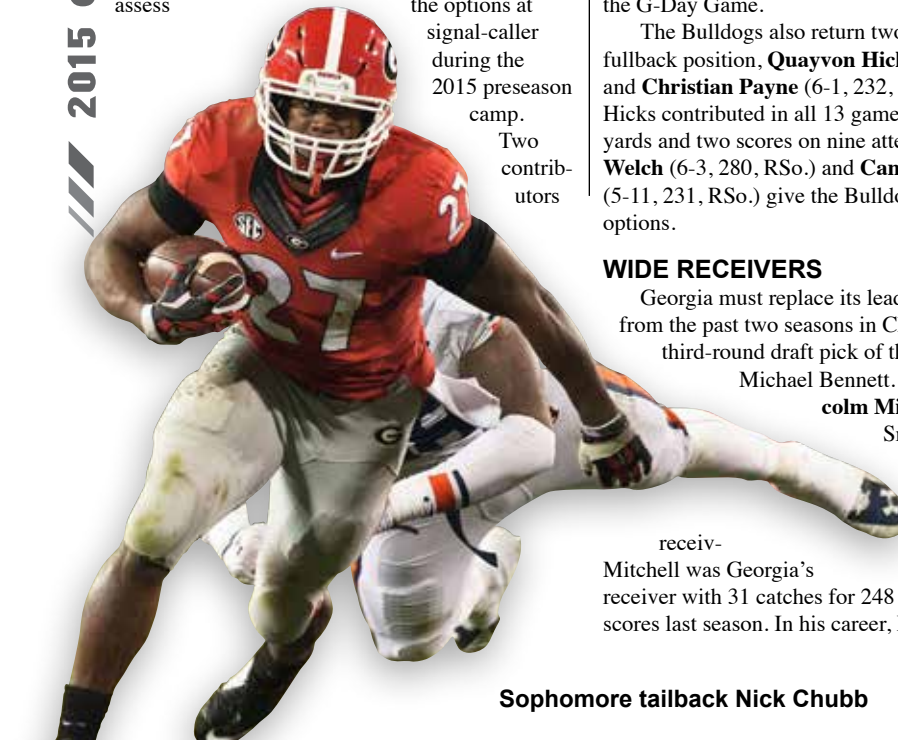 2015
assess
the options at
signal-caller
during the
2015 preseason
camp.
Two
contrib-
utors
the G-Day Game.
The Bulldogs also return two
fullback position, Quayvon Hic
and Christian Payne (6-1, 232,
Hicks contributed in all 13 game
yards and two scores on nine atte
Welch (6-3, 280, RSo.) and Can
(5-11, 231, RSo.) give the Bulldo
options.
WIDE RECEIVERS
Georgia must replace its lead
from the past two seasons in C
third-round draft pick of th
Michael Bennett.
colm Mi
Sr
receiv-
Mitchell was Georgia's
receiver with 31 catches for 248
scores last season. In his career,
27
SEC
G
27
G
Sophomore tailback Nick Chubb